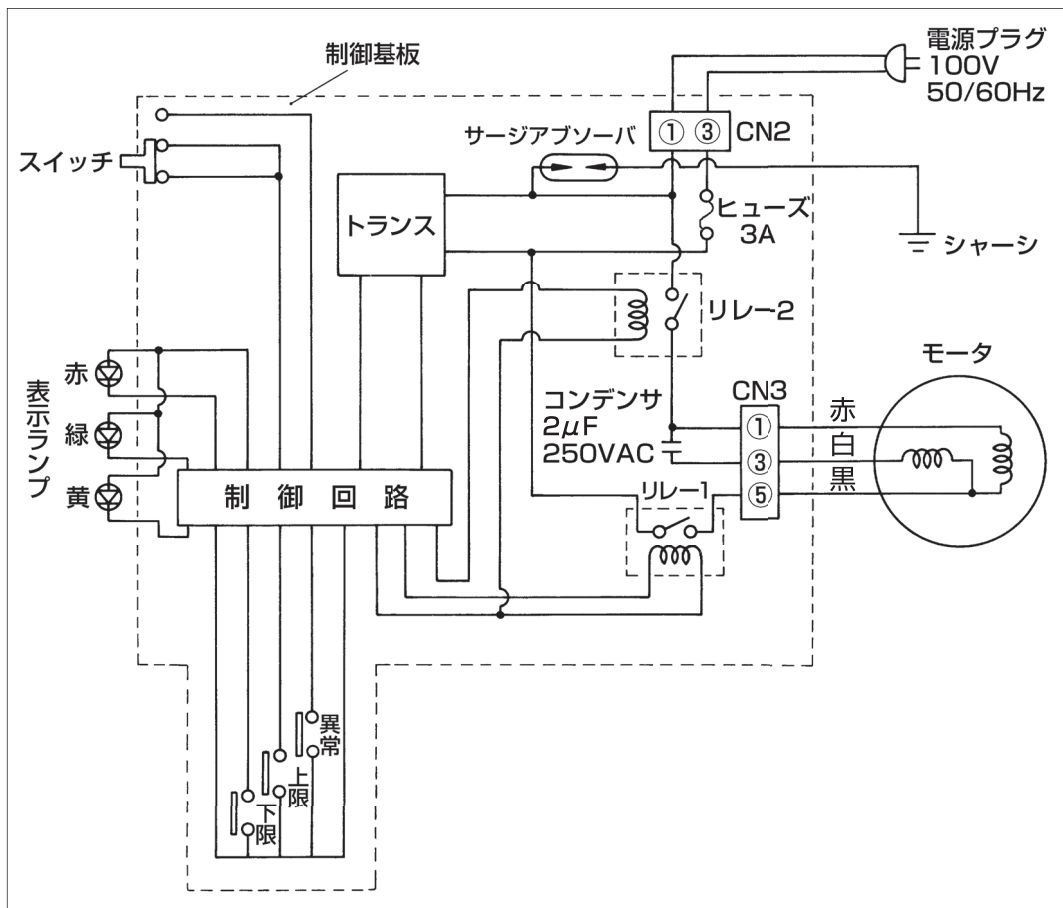 電源プラグ
100V
50/60Hz
制御基板
サージアブソーバ
① ③ CN2
スイッチ
トランス
ヒューズ
3A
シャーシ
リレー2
モータ
表示ランプ
赤
緑
黄
コンデンサ
2μF
250VAC
CN3
①
③
⑤
赤
白
黒
リレー1
制御回路
異常
上限
下限